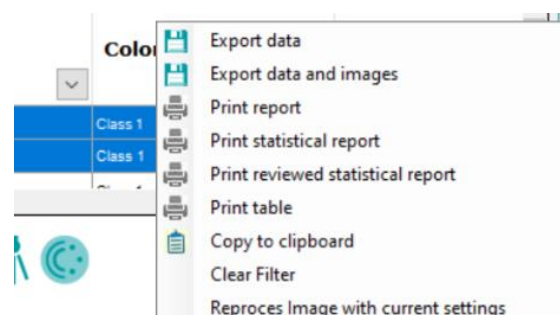 Export data
Colo
Export data and images
Print report
Class 1
Print statistical report
Class 1
Print reviewed statistical report
Print table
Copy to clipboard
Clear Filter
Reproces Image with current settings